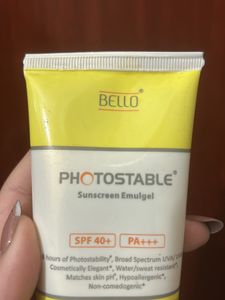 BELLO®
PHOTOSTABLE®
Sunscreen Emulgel
SPF 40+ PA+++
hours of Photostability*, Broad Spectrum UVA/
Cosmetically Elegant*, Water/sweat resistant*,
Matches skin pH*, Hypoallergenic*,
Non-comedogenic*